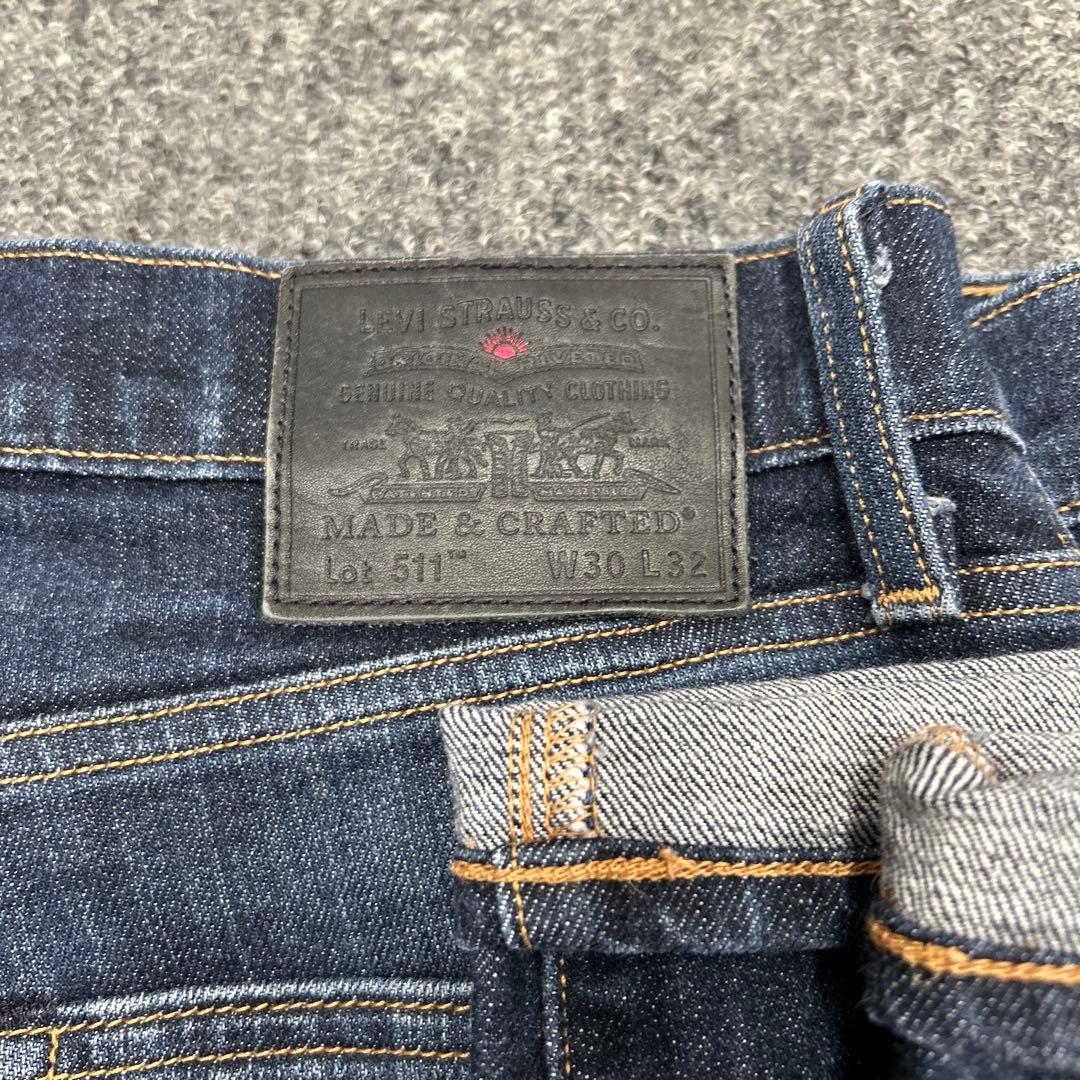 LEVI STRAUSS & CO.
GENUINE QUALITY CLOTHING
TRADE MARK
MADE & CRAFTED®
Lot 511™ W30 L32